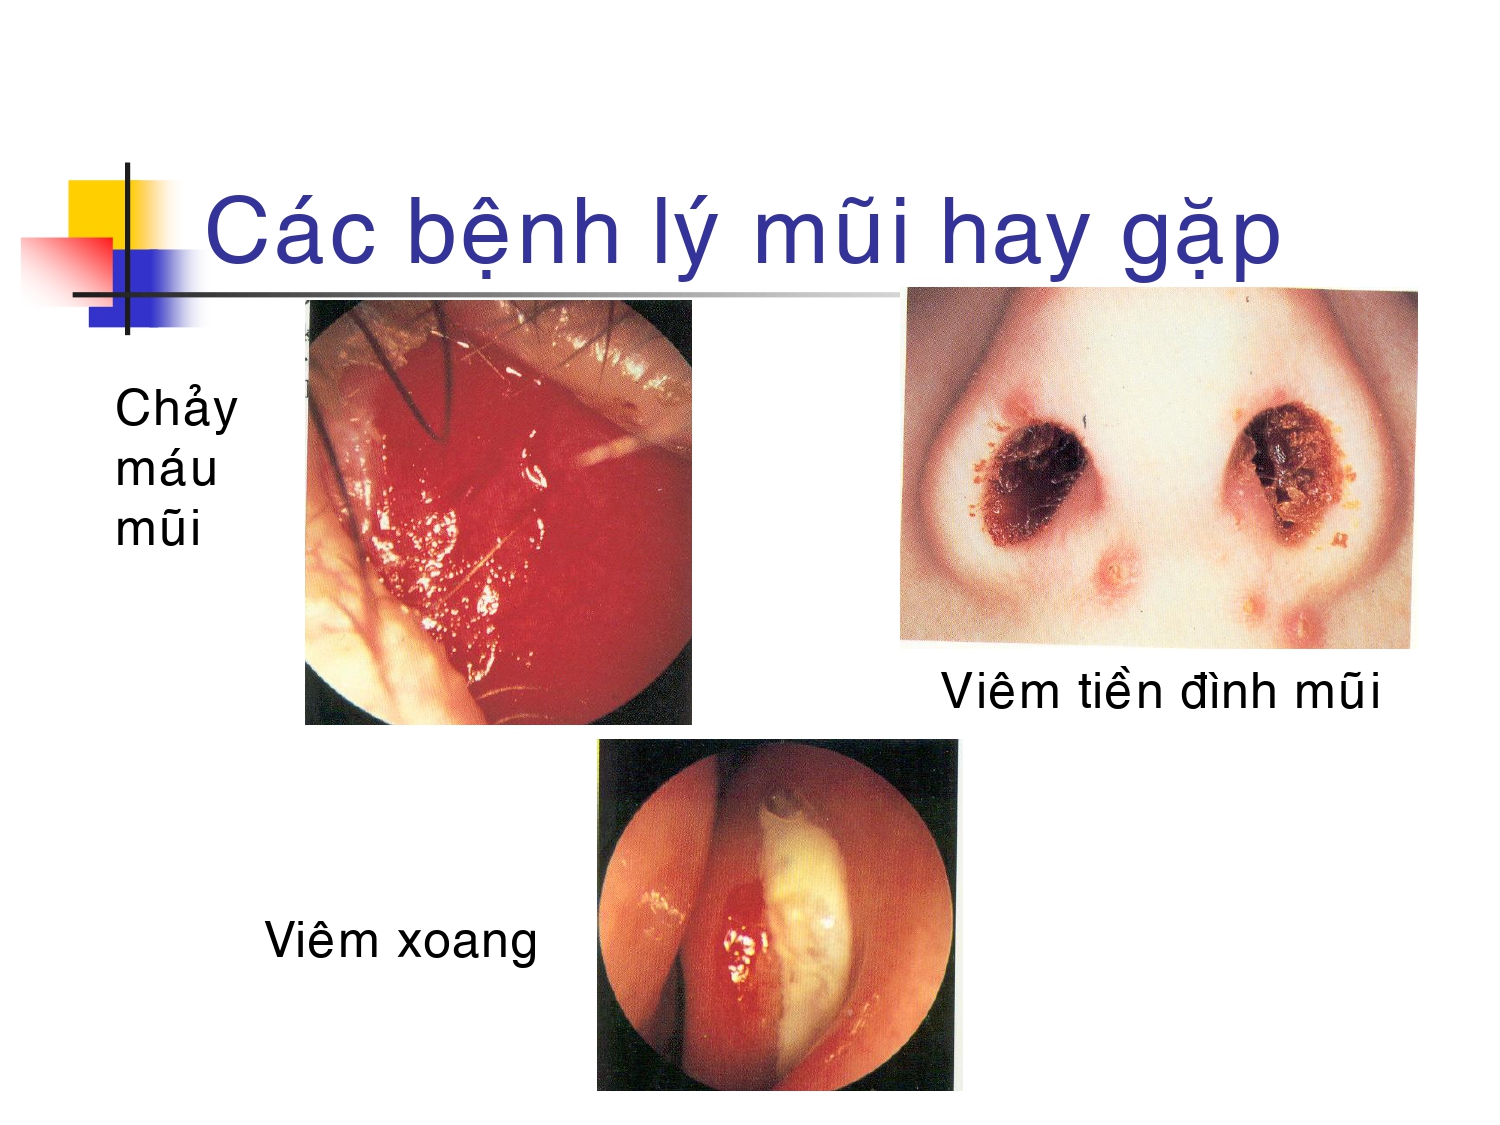 Các bệnh lý mũi hay gặp
Chảy
máu
mũi
Viêm tiền đình mũi
Viêm xoang